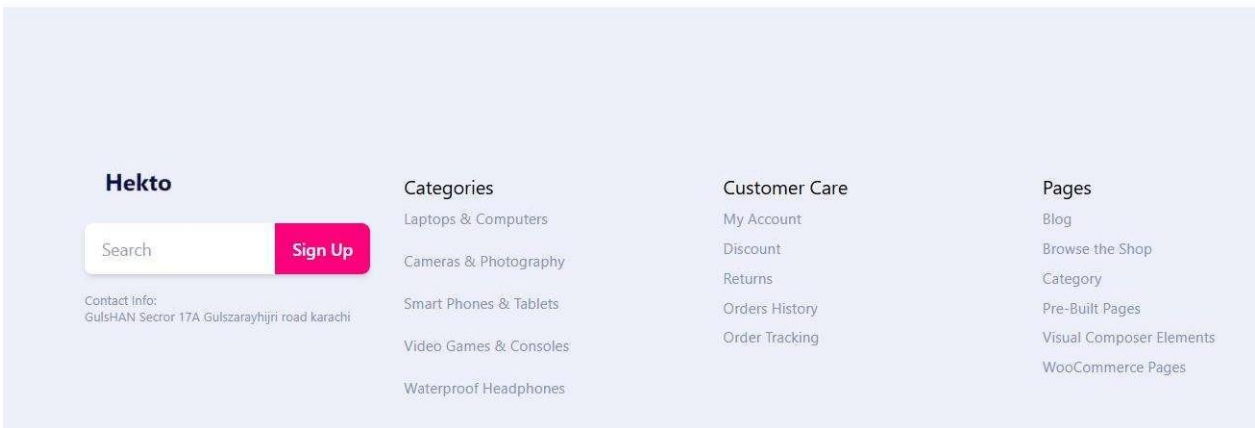 Hekto
Search
Sign Up
Contact Info:
GulsHAN Secror 17A Gulszarayhijri road karachi
Categories
Laptops & Computers
Cameras & Photography
Smart Phones & Tablets
Video Games & Consoles
Waterproof Headphones
Customer Care
My Account
Discount
Returns
Orders History
Order Tracking
Pages
Blog
Browse the Shop
Category
Pre-Built Pages
Visual Composer Elements
WooCommerce Pages